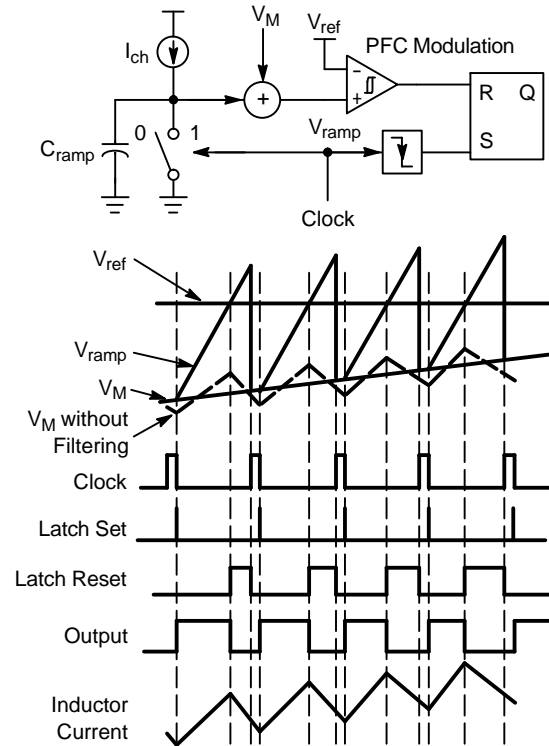 V_M
V_ref
PFC Modulation
I_ch
−
+
+
R Q
0 1
V_ramp
C_ramp
S
Clock
V_ref
V_ramp
V_M
V_M without
Filtering
Clock
Latch Set
Latch Reset
Output
Inductor
Current